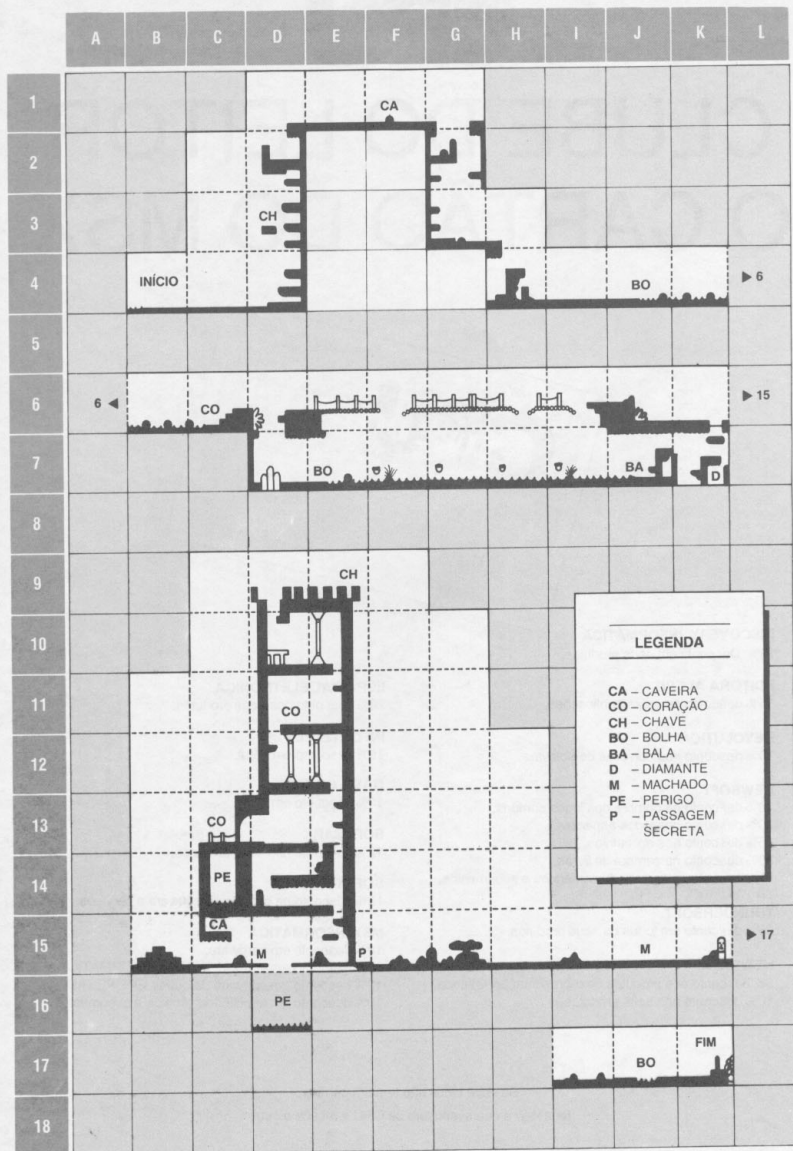 A B C D E F G H I J K L
1
CA
2
3
CH
4
INÍCIO
BO
▶ 6
5
6
6 ◀
CO
▶ 15
7
BO
BA
D
8
9
CH
10
11
CO
12
13
CO
14
PE
15
CA
M
P
M
▶ 17
16
PE
17
BO
FIM
18
LEGENDA
CA – CAVEIRA
CO – CORAÇÃO
CH – CHAVE
BO – BOLHA
BA – BALA
D – DIAMANTE
M – MACHADO
PE – PERIGO
P – PASSAGEM
SECRETA